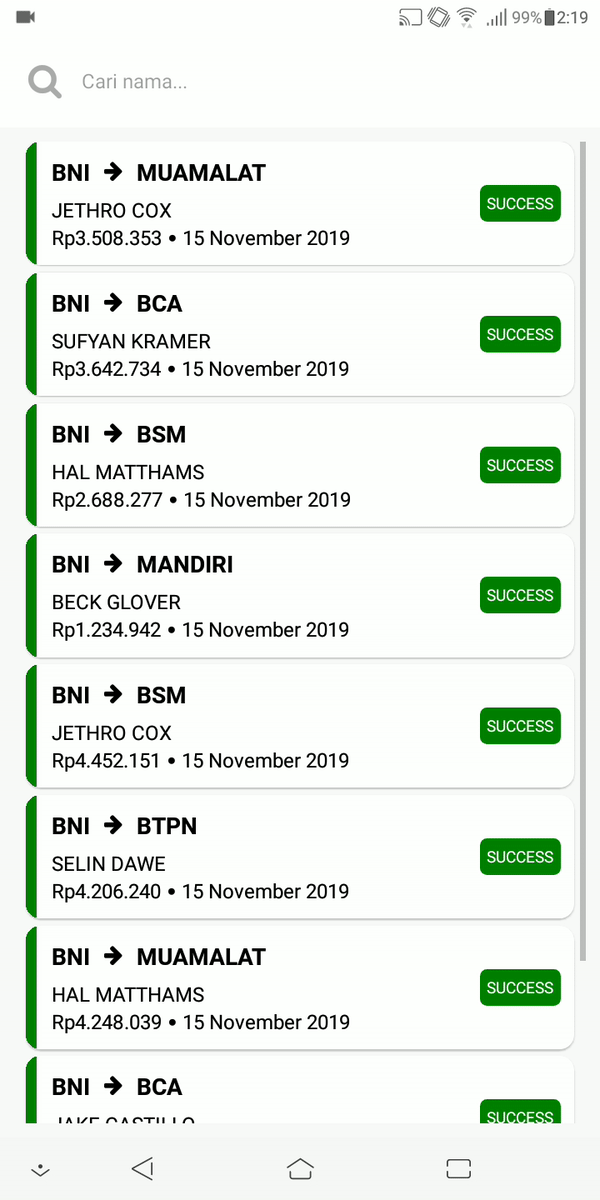 99% 2:19
Cari nama...
BNI → MUAMALAT
JETHRO COX
SUCCESS
Rp3.508.353 • 15 November 2019
BNI → BCA
SUFYAN KRAMER
SUCCESS
Rp3.642.734 • 15 November 2019
BNI → BSM
HAL MATTHAMS
SUCCESS
Rp2.688.277 • 15 November 2019
BNI → MANDIRI
BECK GLOVER
SUCCESS
Rp1.234.942 • 15 November 2019
BNI → BSM
JETHRO COX
SUCCESS
Rp4.452.151 • 15 November 2019
BNI → BTPN
SELIN DAWE
SUCCESS
Rp4.206.240 • 15 November 2019
BNI → MUAMALAT
HAL MATTHAMS
SUCCESS
Rp4.248.039 • 15 November 2019
BNI → BCA
JAKE CASTILLO
SUCCESS